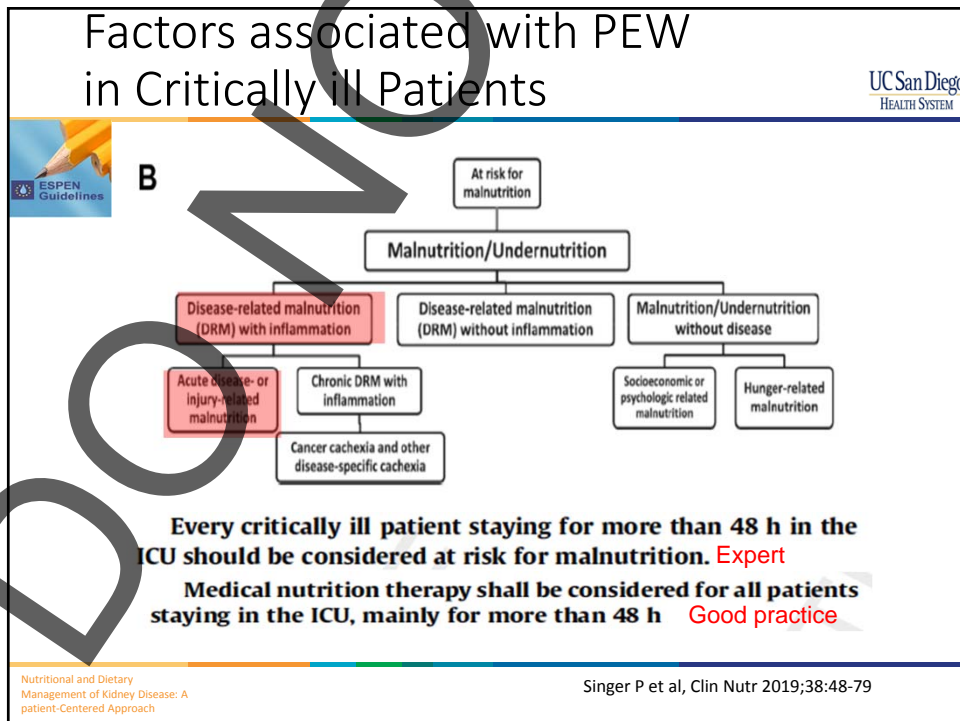 Factors associated with PEW
in Critically ill Patients
UC San Diego
HEALTH SYSTEM
ESPEN
Guidelines
B
At risk for
malnutrition
Malnutrition/Undernutrition
Disease-related malnutrition
(DRM) with inflammation
Disease-related malnutrition
(DRM) without inflammation
Malnutrition/Undernutrition
without disease
Acute disease- or
injury-related
malnutrition
Chronic DRM with
inflammation
Socioeconomic or
psychologic related
malnutrition
Hunger-related
malnutrition
Cancer cachexia and other
disease-specific cachexia
Every critically ill patient staying for more than 48 h in the
ICU should be considered at risk for malnutrition. Expert
Medical nutrition therapy shall be considered for all patients
staying in the ICU, mainly for more than 48 h Good practice
Nutritional and Dietary
Management of Kidney Disease: A
patient-Centered Approach
Singer P et al, Clin Nutr 2019;38:48-79
DO NO